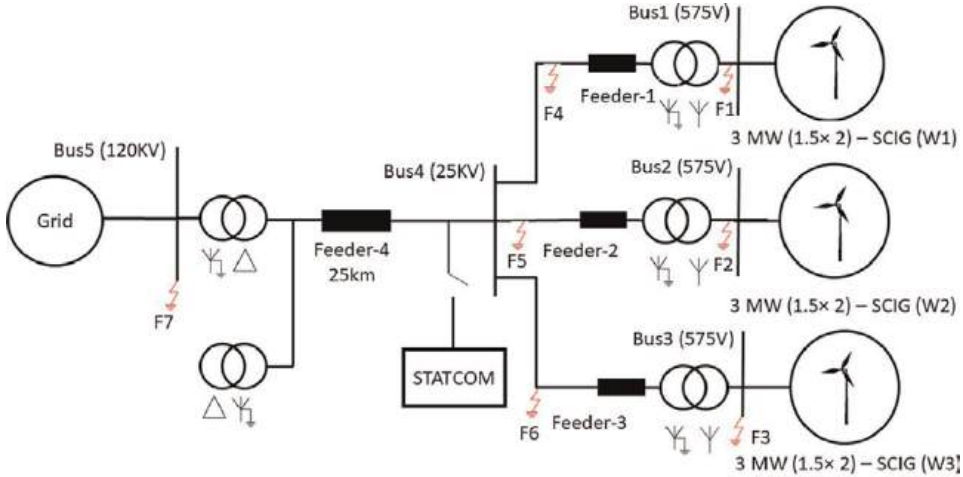 Bus1 (575V)
Feeder-1
F4
F1
3 MW (1.5× 2) – SCIG (W1)
Bus5 (120KV)
Bus4 (25KV)
Bus2 (575V)
Grid
Feeder-4
25km
F5
Feeder-2
F2
F7
3 MW (1.5× 2) – SCIG (W2)
Bus3 (575V)
STATCOM
F6
Feeder-3
F3
3 MW (1.5× 2) – SCIG (W3)